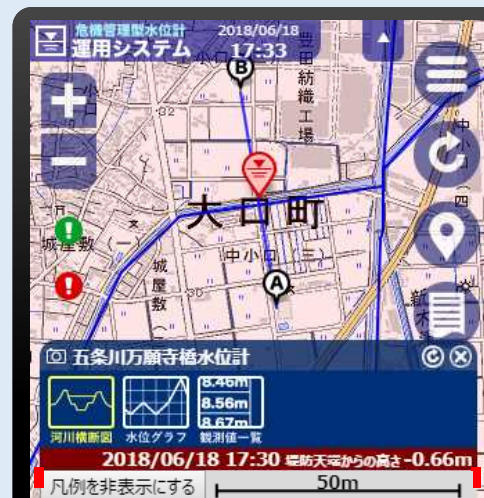 危機管理型水位計
運用システム
2018/06/18
17:33
豊田紡織工場
小口
B
32
大口町
城屋敷(一)
中小口(三)
城屋敷
A
30
五条川万願寺橋水位計
8.46m
8.56m
8.67m
河川横断図 水位グラフ 観測値一覧
2018/06/18 17:30 堤防天端からの高さ-0.66m
凡例を非表示にする
50m